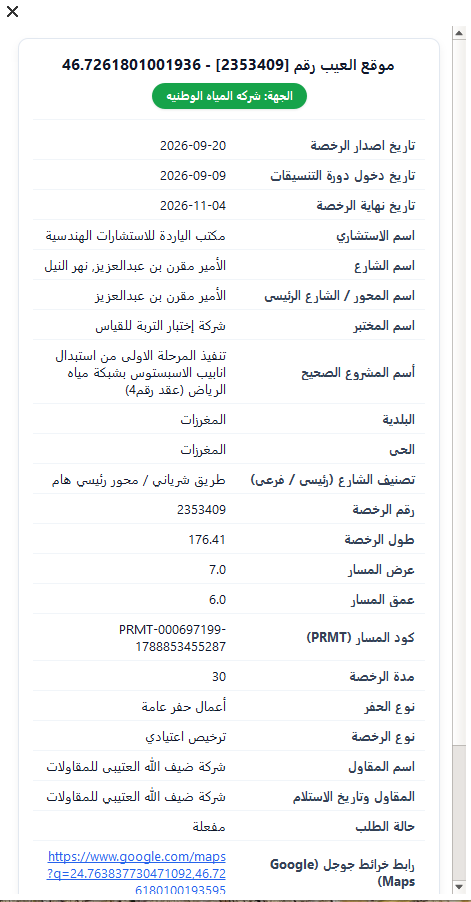 موقع العيب رقم [2353409] - 46.7261801001936
الجهة: شركه المياه الوطنيه
تاريخ اصدار الرخصة 2026-09-20
تاريخ دخول دورة التنسيقات 2026-09-09
تاريخ نهاية الرخصة 2026-11-04
اسم الاستشاري مكتب الياردة للاستشارات الهندسية
اسم الشارع الأمير مقرن بن عبدالعزيز, نهر النيل
اسم المحور / الشارع الرئيسى الأمير مقرن بن عبدالعزيز
اسم المختبر شركة إختبار التربة للقياس
أسم المشروع الصحيح تنفيذ المرحلة الاولى من استبدال
انابيب الاسبستوس بشبكة مياه
الرياض (عقد رقم4)
البلدية المغرزات
الحى المغرزات
تصنيف الشارع (رئيسى / فرعى) طريق شرياني / محور رئيسي هام
رقم الرخصة 2353409
طول الرخصة 176.41
عرض المسار 7.0
عمق المسار 6.0
كود المسار (PRMT) PRMT-000697199-
1788853455287
مدة الرخصة 30
نوع الحفر أعمال حفر عامة
نوع الرخصة ترخيص اعتيادي
اسم المقاول شركة ضيف الله العتيبى للمقاولات
المقاول وتاريخ الاستلام شركة ضيف الله العتيبي للمقاولات
حالة الطلب مفعلة
رابط خرائط جوجل (Google
Maps)
https://www.google.com/maps
?q=24.763837730471092,46.72
6180100193595